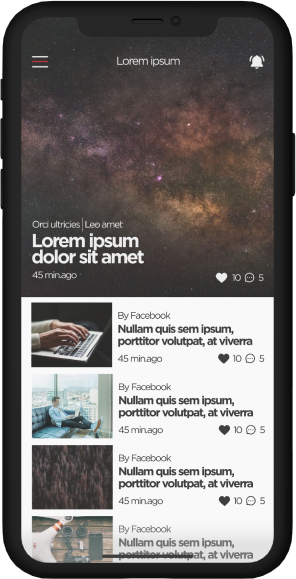 Lorem ipsum
Orci ultricies | Leo amet
Lorem ipsum
dolor sit amet
45 min.ago
10 5
By Facebook
Nullam quis sem ipsum,
porttitor volutpat, at viverra
45 min.ago 10 5
By Facebook
Nullam quis sem ipsum,
porttitor volutpat, at viverra
45 min.ago 10 5
By Facebook
Nullam quis sem ipsum,
porttitor volutpat, at viverra
45 min.ago 10 5
By Facebook
Nullam quis sem ipsum,
porttitor volutpat, at viverra